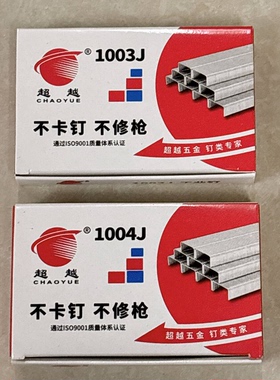 ® 1003J
超越
CHAOYUE
不卡钉 不修枪
通过ISO9001质量体系认证
超越五金 钉类专家
® 1004J
超越
CHAOYUE
不卡钉 不修枪
通过ISO9001质量体系认证
超越五金 钉类专家